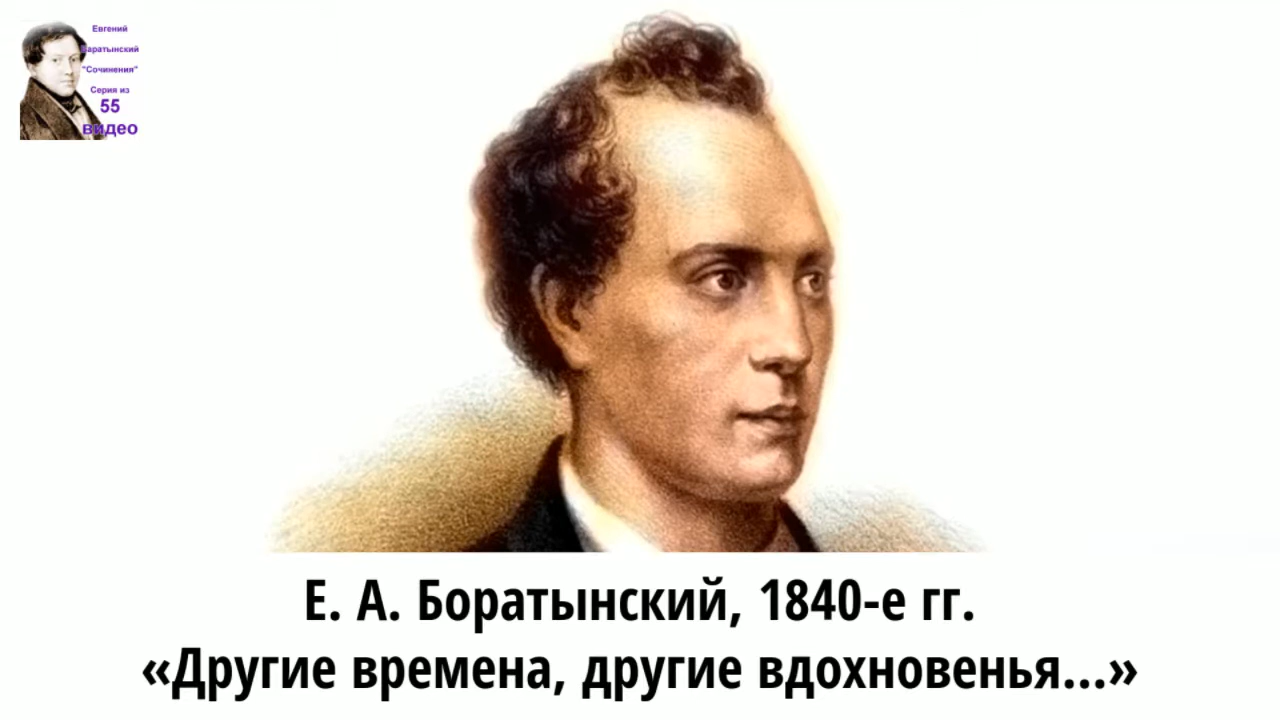 Евгений
Баратынский
"Сочинения"
Серия из
55
видео
Е. А. Боратынский, 1840-е гг.
«Другие времена, другие вдохновенья...»